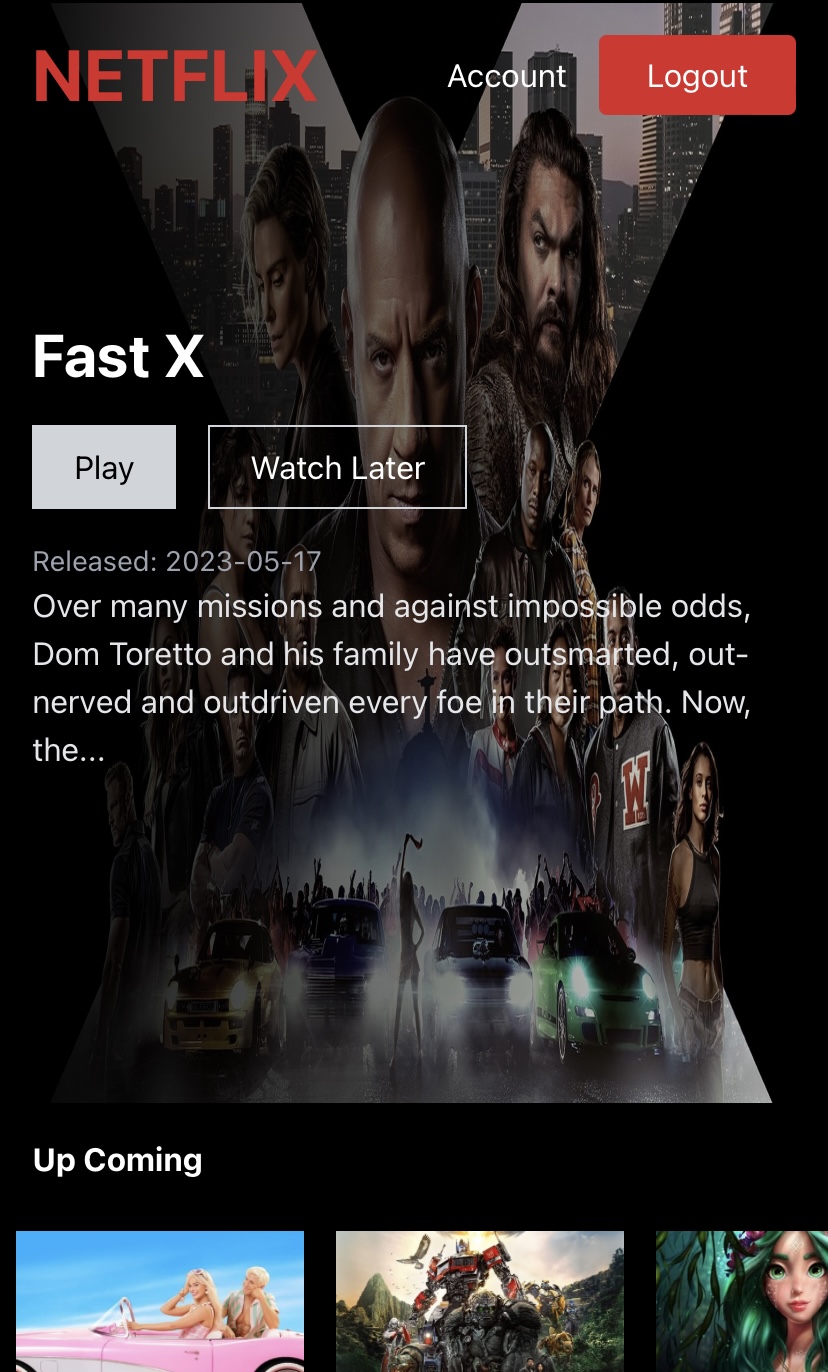 NETFLIX
Account
Logout
Fast X
Play
Watch Later
Released: 2023-05-17
Over many missions and against impossible odds,
Dom Toretto and his family have outsmarted, out-
nerved and outdriven every foe in their path. Now,
the...
W
Up Coming